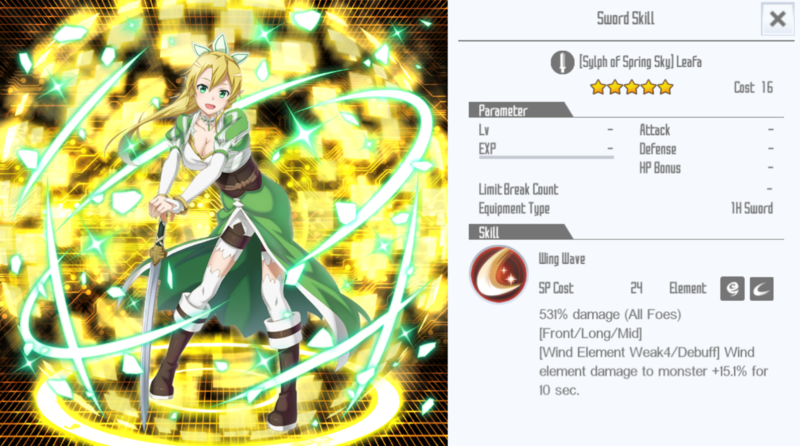 Sword Skill
[Sylph of Spring Sky] Leafa
Cost 16
Parameter
Lv - Attack -
EXP - Defense -
HP Bonus -
Limit Break Count -
Equipment Type 1H Sword
Skill
Wing Wave
SP Cost 24 Element
531% damage (All Foes)
[Front/Long/Mid]
[Wind Element Weak4/Debuff] Wind
element damage to monster +15.1% for
10 sec.